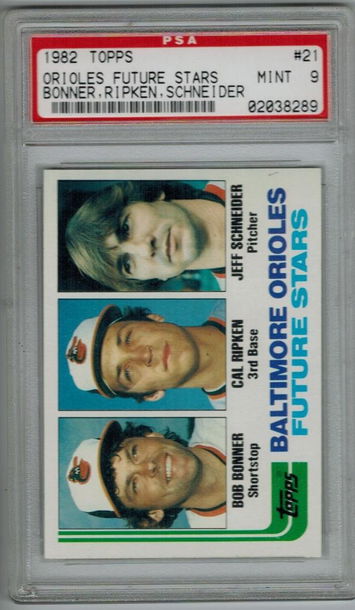 PSA
1982 TOPPS #21
ORIOLES FUTURE STARS MINT 9
BONNER,RIPKEN,SCHNEIDER 02038289
JEFF SCHNEIDER
Pitcher
CAL RIPKEN
3rd Base
BOB BONNER
Shortstop
BALTIMORE ORIOLES
FUTURE STARS
topps